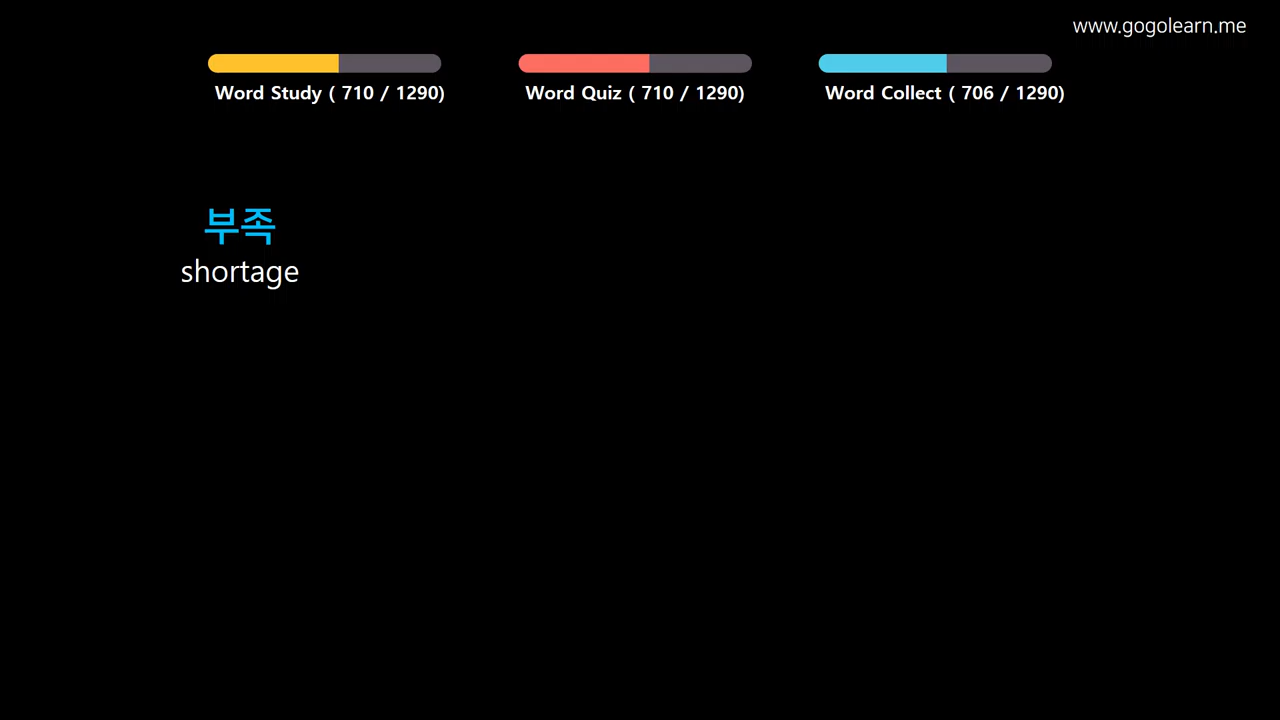 www.gogolearn.me
Word Study ( 710 / 1290)
Word Quiz ( 710 / 1290)
Word Collect ( 706 / 1290)
부족
shortage